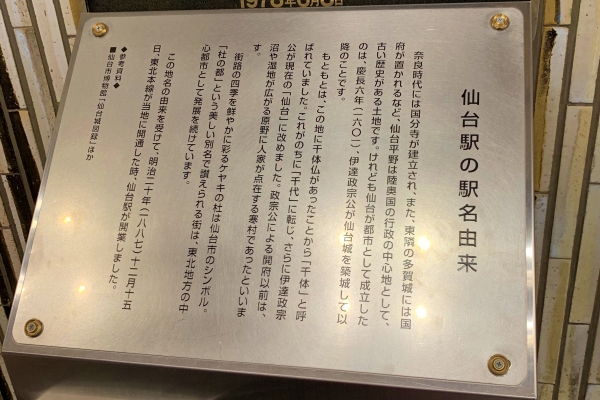 1978年6月6日
仙台駅の駅名由来
奈良時代には国分寺が建立され、また、東隣の多賀城には国
府が置かれるなど、仙台平野は陸奥国の行政の中心地として、
古い歴史がある土地です。けれども仙台が都市として成立した
のは、慶長六年（一六〇一）、伊達政宗公が仙台城を築城して以
降のことです。
もともとは、この地に千体仏があったことから「千体」と呼
ばれていました。これがのちに「千代」に転じ、さらに伊達政宗
公が現在の「仙台」に改めました。政宗公による開府以前は、
沼や湿地が広がる原野に人家が点在する寒村であったといいま
す。
街路の四季を鮮やかに彩るケヤキの杜は仙台市のシンボル。
「杜の都」という美しい別名で讃えられる街は、東北地方の中
心都市として発展を続けています。
この地名の由来を受けて、明治二十年（一八八七）十二月十五
日、東北本線が当地に開通した時、仙台駅が開業しました。
◆参考資料◆
■仙台市博物館「仙台城図録」ほか